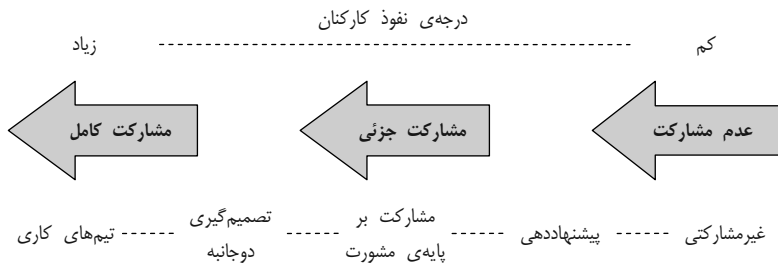 درجه‌ی نفوذ کارکنان
کم زیاد
عدم مشارکت مشارکت جزئی مشارکت کامل
غیرمشارکتی پیشنهاددهی مشارکت بر پایه‌ی مشورت تصمیم‌گیری دوجانبه تیم‌های کاری